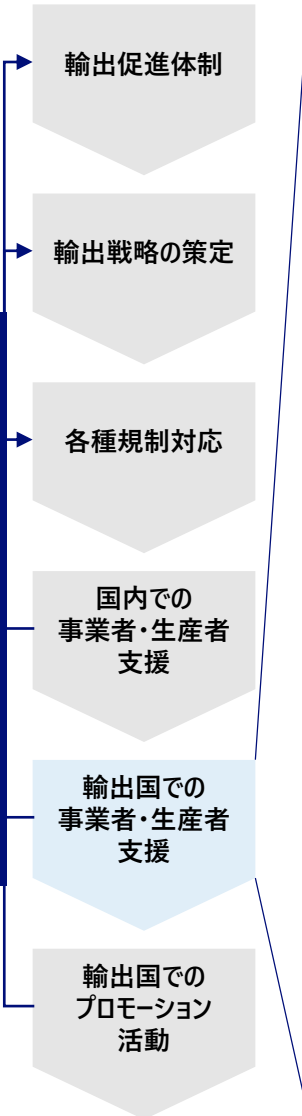 輸出促進体制
輸出戦略の策定
各種規制対応
国内での
事業者・生産者
支援
輸出国での
事業者・生産者
支援
輸出国での
プロモーション
活動